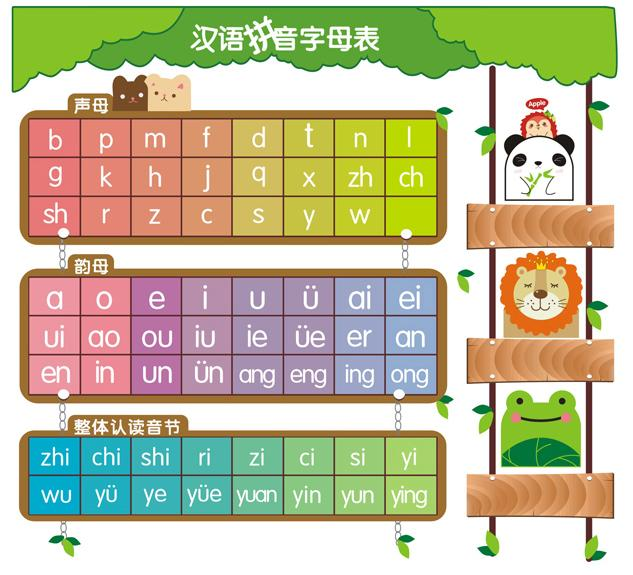 汉语拼音字母表
Apple
声母
b p m f d t n l
g k h j q x zh ch
sh r z c s y w
韵母
a o e i u ü ai ei
ui ao ou iu ie üe er an
en in un ün ang eng ing ong
整体认读音节
zhi chi shi ri zi ci si yi
wu yü ye yüe yuan yin yun ying